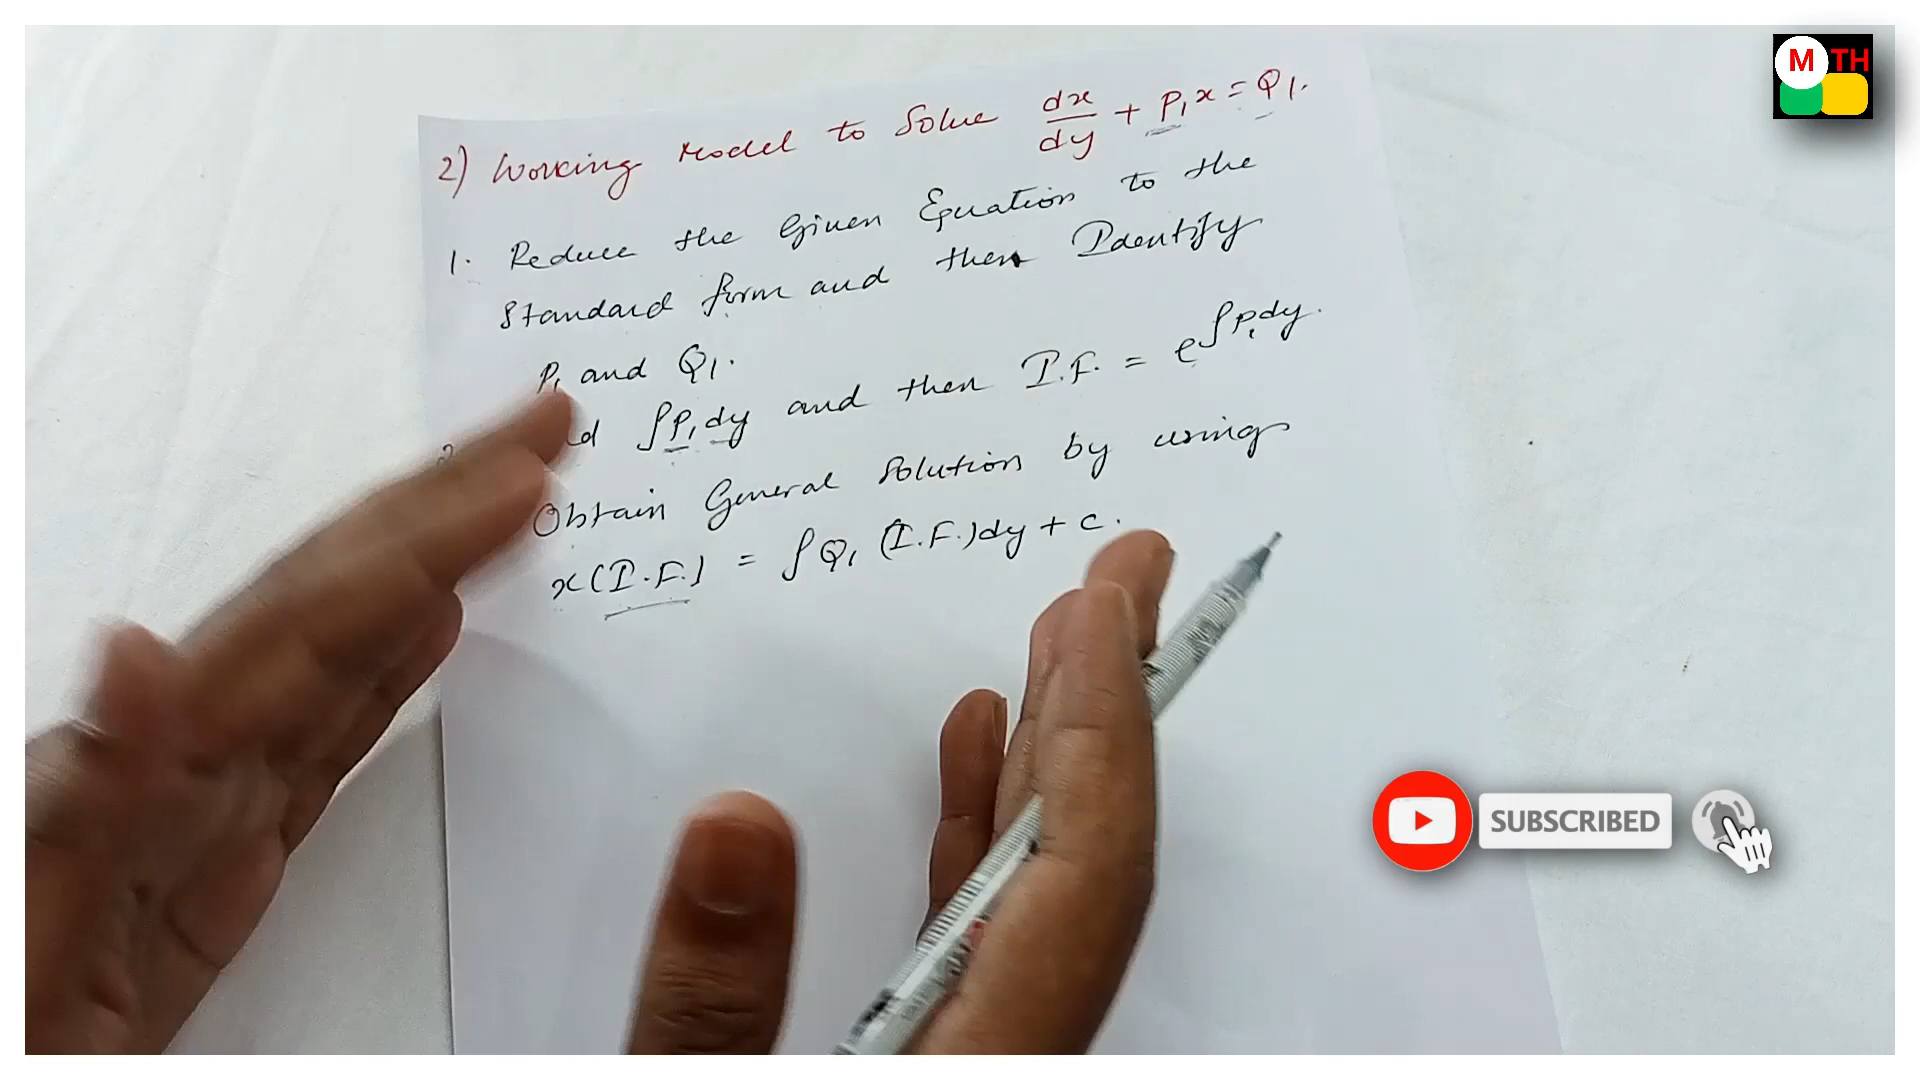 2) Working Model to Solve dx/dy + P₁x = Q₁.
1. Reduce the Given Equation to the
Standard form and then Identify
P₁ and Q₁.
∫P₁dy and then I.F. = e^∫P₁dy.
Obtain General Solution by using
x(I.F.) = ∫Q₁ (I.F.)dy + c.
M TH
SUBSCRIBED